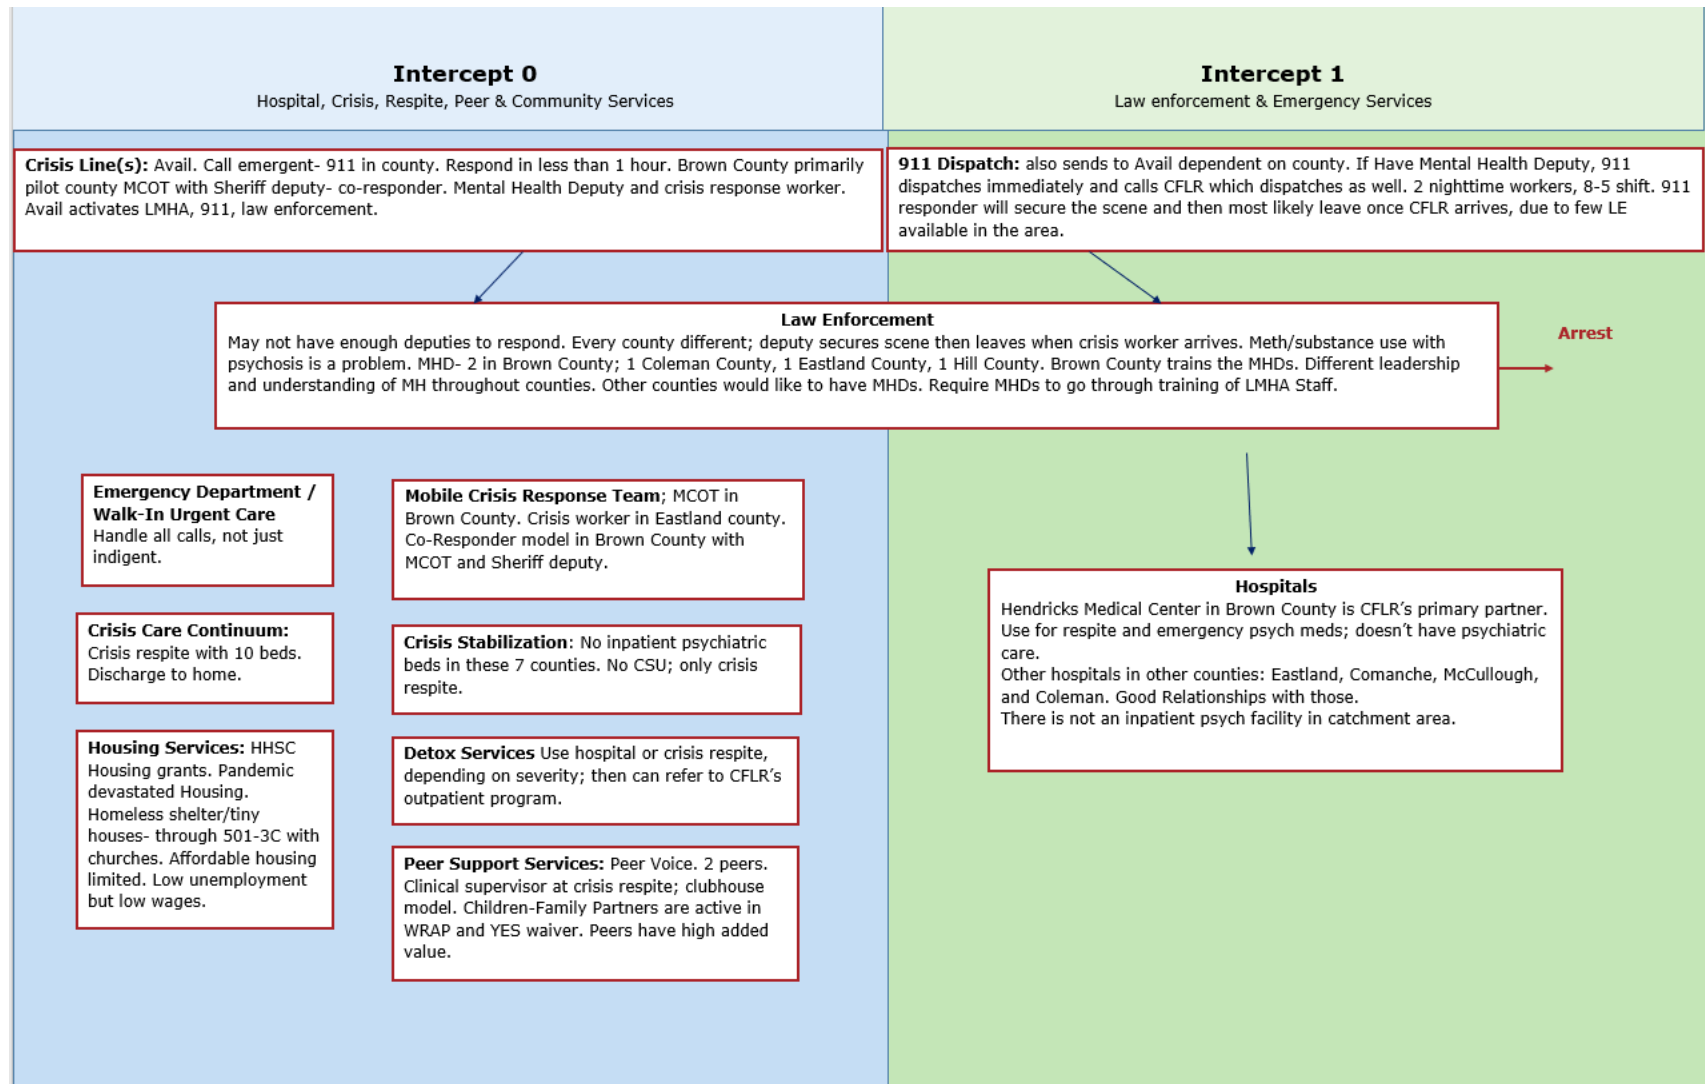 Intercept 0
Hospital, Crisis, Respite, Peer & Community Services
Intercept 1
Law enforcement & Emergency Services
Crisis Line(s): Avail. Call emergent- 911 in county. Respond in less than 1 hour. Brown County primarily
pilot county MCOT with Sheriff deputy- co-responder. Mental Health Deputy and crisis response worker.
Avail activates LMHA, 911, law enforcement.
911 Dispatch: also sends to Avail dependent on county. If Have Mental Health Deputy, 911
dispatches immediately and calls CFLR which dispatches as well. 2 nighttime workers, 8-5 shift. 911
responder will secure the scene and then most likely leave once CFLR arrives, due to few LE
available in the area.
Law Enforcement
May not have enough deputies to respond. Every county different; deputy secures scene then leaves when crisis worker arrives. Meth/substance use with
psychosis is a problem. MHD- 2 in Brown County; 1 Coleman County, 1 Eastland County, 1 Hill County. Brown County trains the MHDs. Different leadership
and understanding of MH throughout counties. Other counties would like to have MHDs. Require MHDs to go through training of LMHA Staff.
Arrest
Emergency Department /
Walk-In Urgent Care
Handle all calls, not just
indigent.
Mobile Crisis Response Team; MCOT in
Brown County. Crisis worker in Eastland county.
Co-Responder model in Brown County with
MCOT and Sheriff deputy.
Crisis Care Continuum:
Crisis respite with 10 beds.
Discharge to home.
Crisis Stabilization: No inpatient psychiatric
beds in these 7 counties. No CSU; only crisis
respite.
Housing Services: HHSC
Housing grants. Pandemic
devastated Housing.
Homeless shelter/tiny
houses- through 501-3C with
churches. Affordable housing
limited. Low unemployment
but low wages.
Detox Services Use hospital or crisis respite,
depending on severity; then can refer to CFLR's
outpatient program.
Peer Support Services: Peer Voice. 2 peers.
Clinical supervisor at crisis respite; clubhouse
model. Children-Family Partners are active in
WRAP and YES waiver. Peers have high added
value.
Hospitals
Hendricks Medical Center in Brown County is CFLR's primary partner.
Use for respite and emergency psych meds; doesn't have psychiatric
care.
Other hospitals in other counties: Eastland, Comanche, McCullough,
and Coleman. Good Relationships with those.
There is not an inpatient psych facility in catchment area.